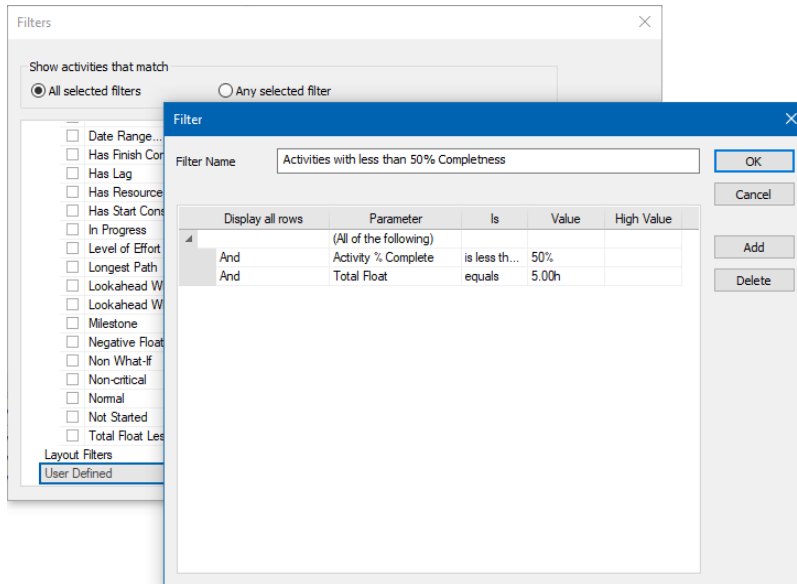 Filters
Show activities that match
All selected filters
Any selected filter
Date Range...
Has Finish Cor
Has Lag
Has Resource
Has Start Cons
In Progress
Level of Effort
Longest Path
Lookahead W
Lookahead W
Milestone
Negative Float
Non What-If
Non-critical
Normal
Not Started
Total Float Les
Layout Filters
User Defined
Filter
Filter Name
Activities with less than 50% Completness
OK
Cancel
Add
Delete
Display all rows Parameter Is Value High Value
(All of the following)
And Activity % Complete is less th... 50%
And Total Float equals 5.00h